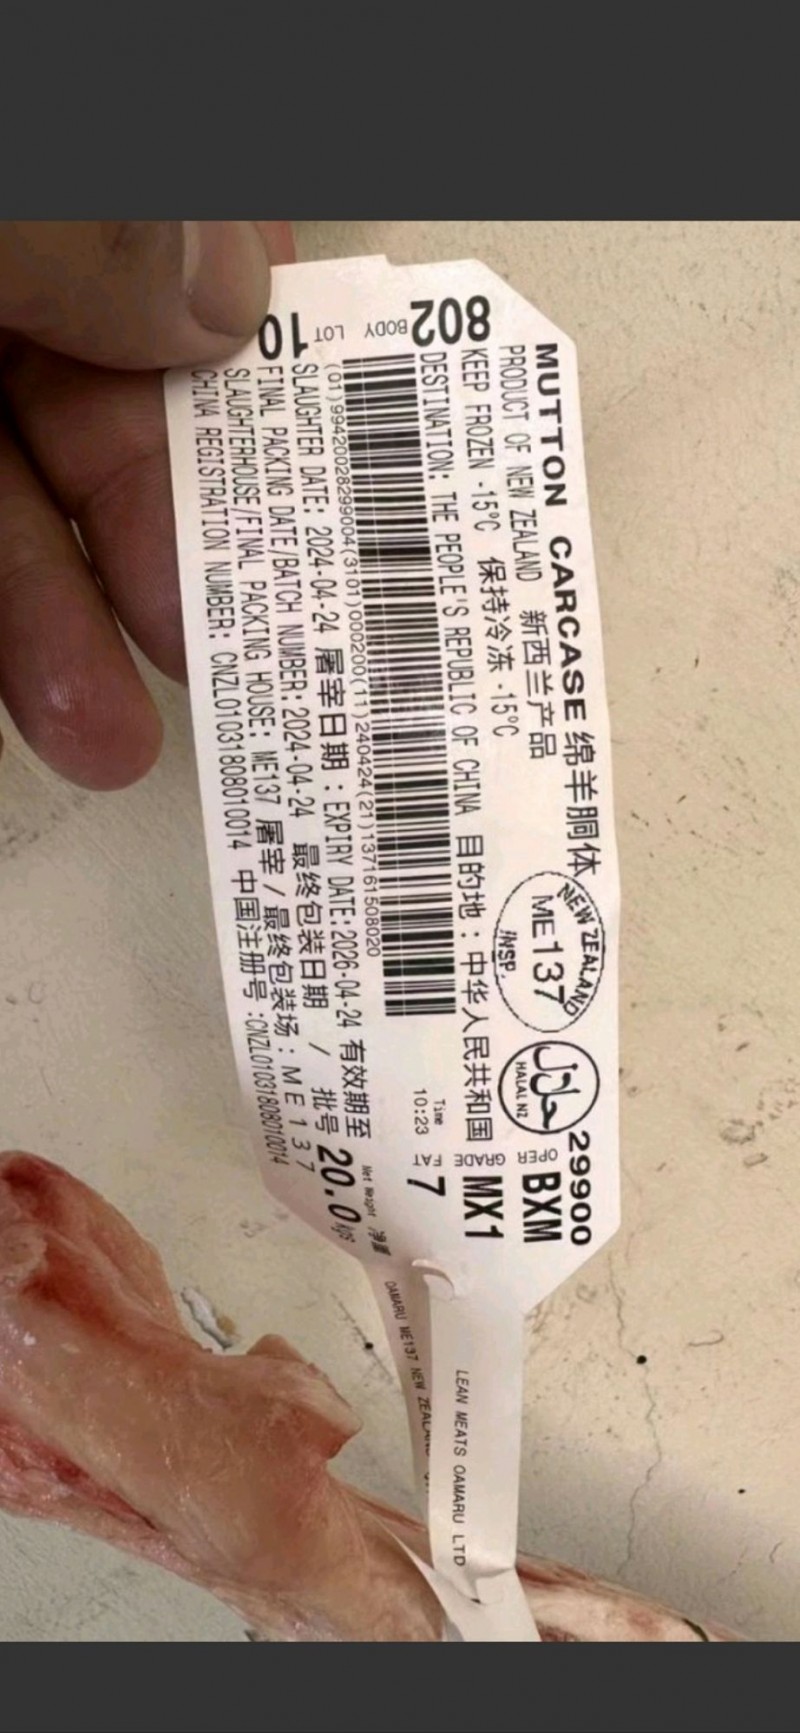 MUTTON CARCASE 绵羊胴体
29900
PRODUCT OF NEW ZEALAND 新西兰产品
NEW ZEALAND
ME137
INSP.
حلال
HALAL NZ
OPER
BXM
KEEP FROZEN -15°C 保持冷冻 -15°C
GRADE
MX1
DESTINATION: THE PEOPLE'S REPUBLIC OF CHINA 目的地：中华人民共和国
Time
10:23
FAT
7
802 BODY LOT 10
(01)99420028299004(3101)000200(11)240424(21)137161508020
SLAUGHTER DATE: 2024-04-24 屠宰日期：EXPIRY DATE:2026-04-24 有效期至
Net Weight 净重
20.0kgs
FINAL PACKING DATE/BATCH NUMBER: 2024-04-24 最终包装日期 / 批号
SLAUGHTERHOUSE/FINAL PACKING HOUSE: ME137 屠宰/最终包装场：ME137
CHINA REGISTRATION NUMBER: CNZL01031808010014 中国注册号:CNZL01031808010014
LEAN MEATS OAMARU LTD
OAMARU ME137 NEW ZEALAND